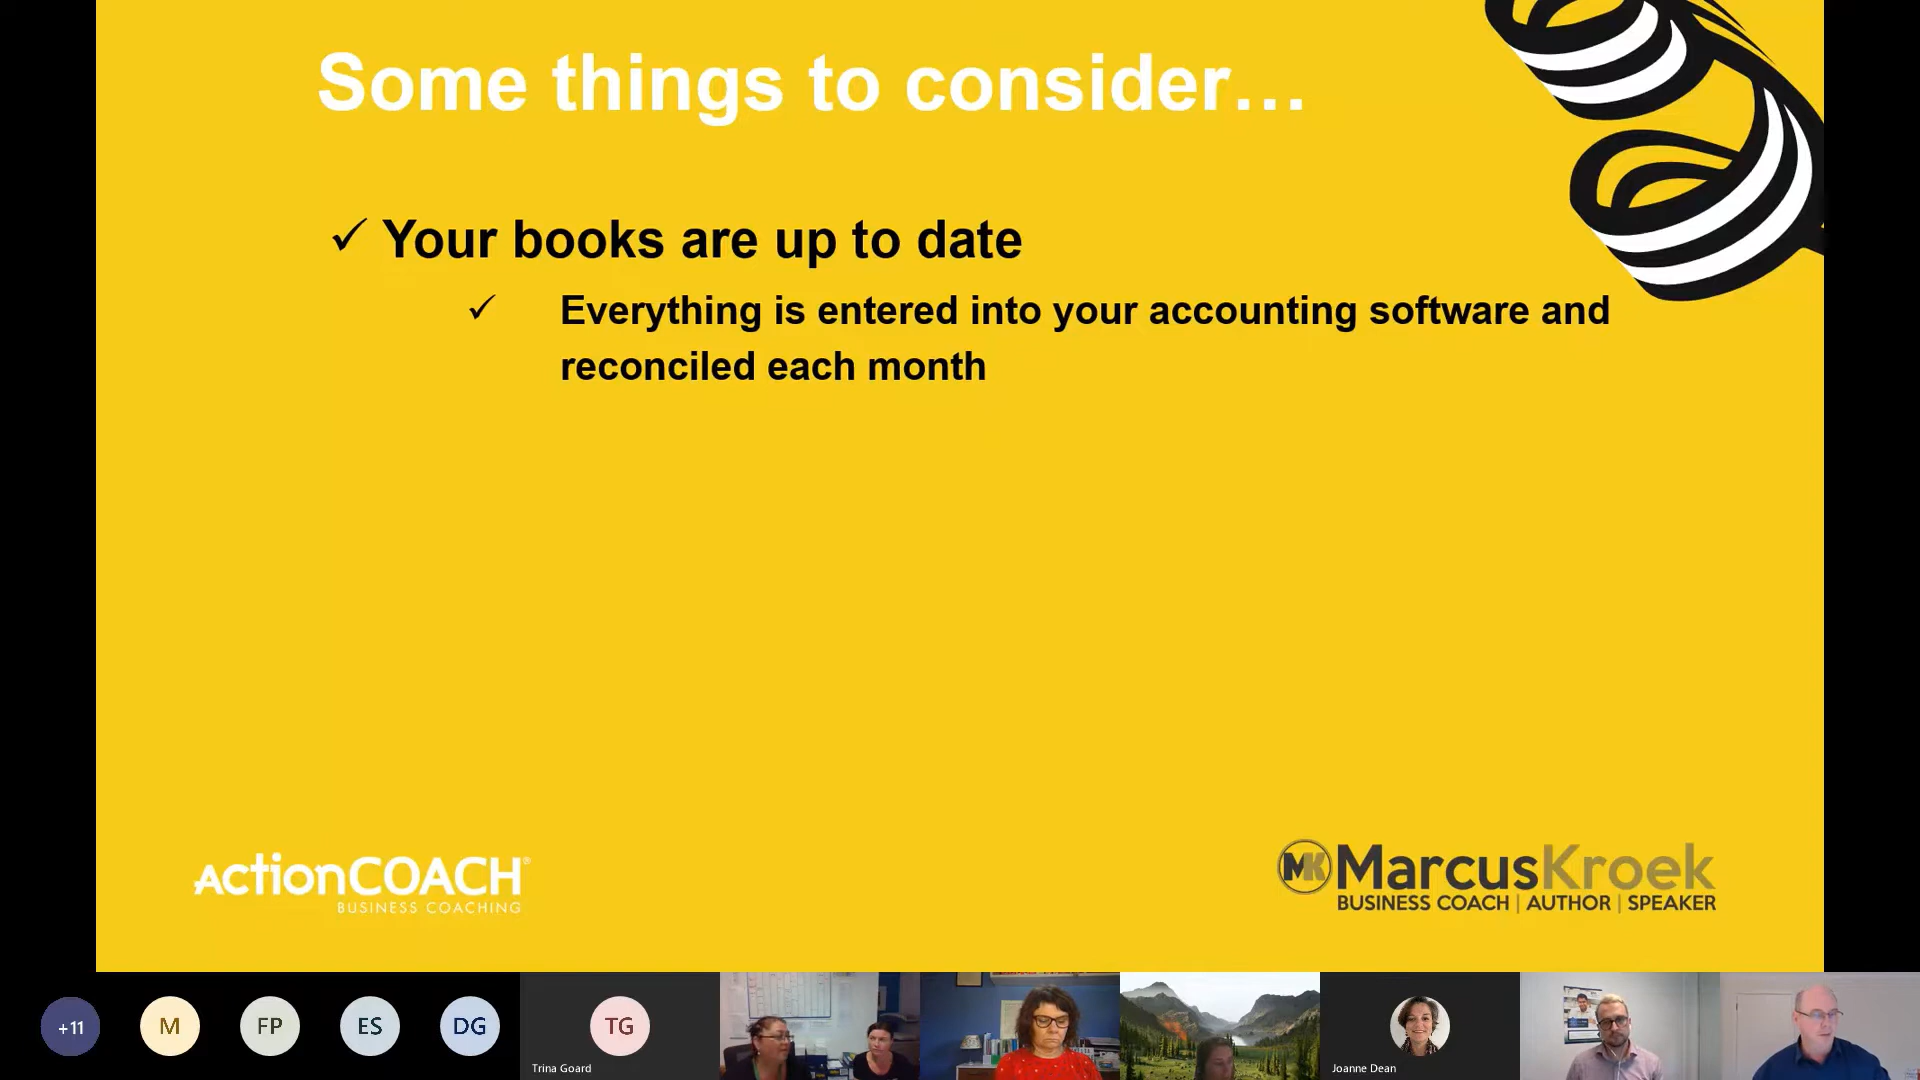 Some things to consider…
✓ Your books are up to date
✓ Everything is entered into your accounting software and
reconciled each month
actionCOACH®
BUSINESS COACHING
MK MarcusKroek
BUSINESS COACH | AUTHOR | SPEAKER
+11
M
FP
ES
DG
TG
Trina Goard
Joanne Dean